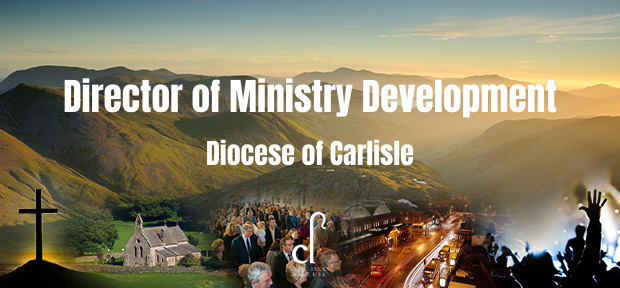 Director of Ministry Development
Diocese of Carlisle